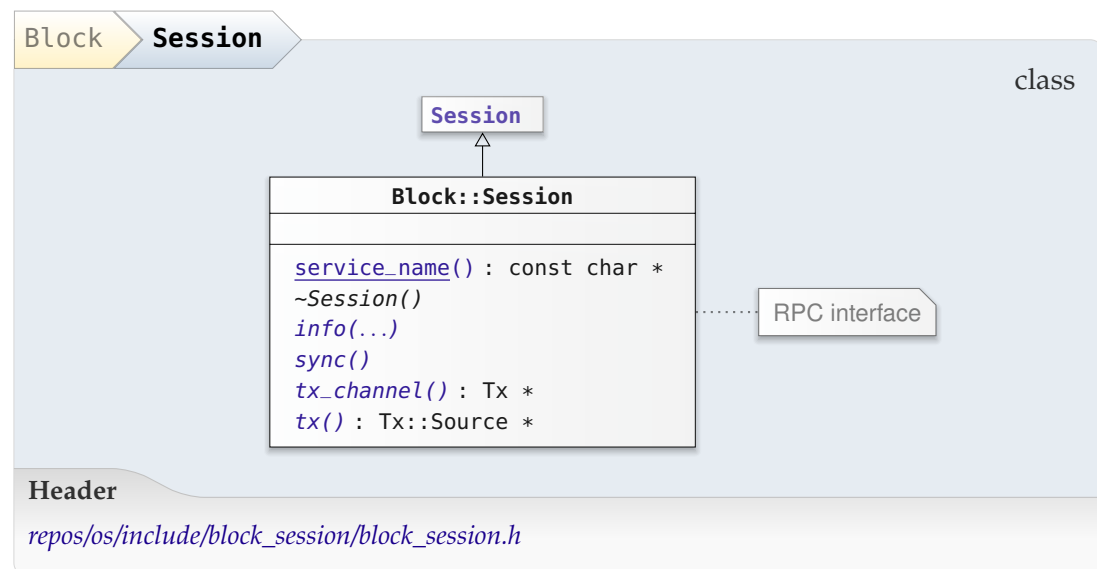 Block Session
class
Session
Block::Session
service_name() : const char *
~Session()
info(...)
sync()
tx_channel() : Tx *
tx() : Tx::Source *
RPC interface
Header
repos/os/include/block_session/block_session.h